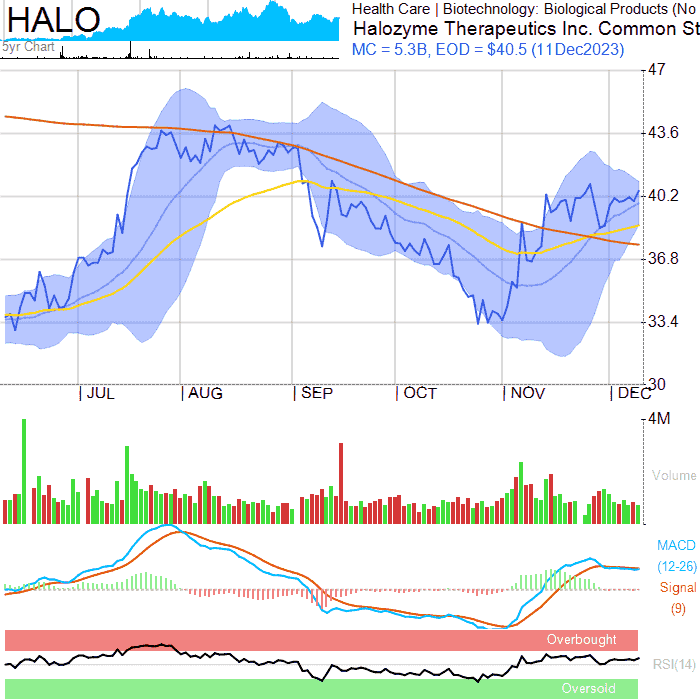 HALO
Health Care | Biotechnology: Biological Products (No
Halozyme Therapeutics Inc. Common St
MC = 5.3B, EOD = $40.5 (11Dec2023)
5yr Chart
47
43.6
40.2
36.8
33.4
30
JUL AUG SEP OCT NOV DEC
4M
Volume
MACD
(12-26)
Signal
(9)
Overbought
RSI(14)
Oversold